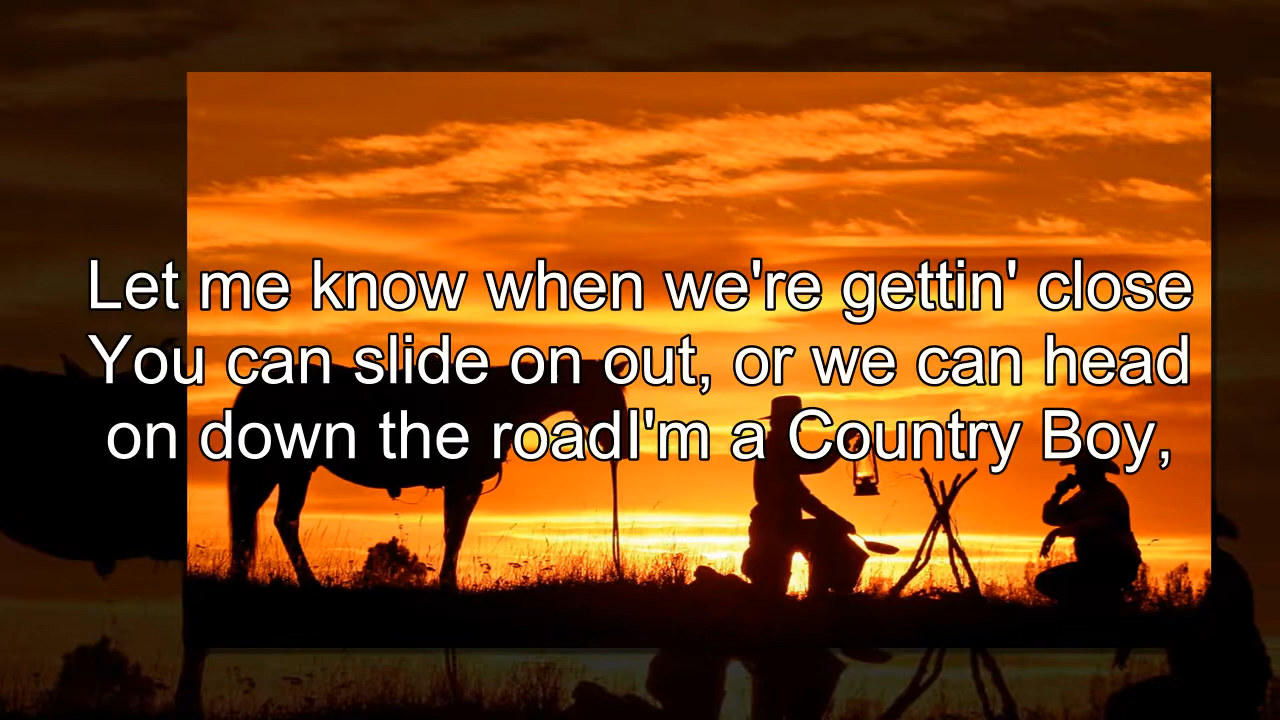 Let me know when we're gettin' close
You can slide on out, or we can head
on down the roadI'm a Country Boy,